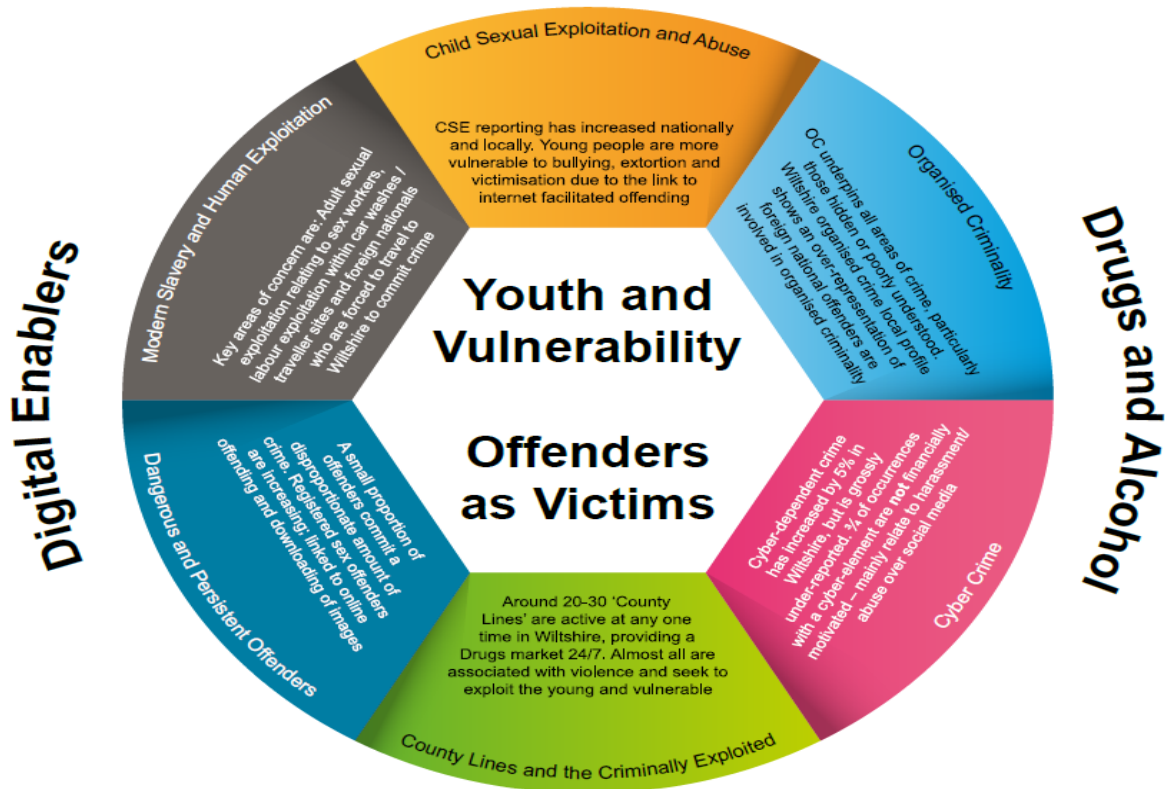 Child Sexual Exploitation and Abuse
CSE reporting has increased nationally
and locally. Young people are more
vulnerable to bullying, extortion and
victimisation due to the link to
internet facilitated offending
Organised Criminality
OC underpins all areas of crime, particularly
those hidden or poorly understood.
Wiltshire organised crime local profile
shows an over-representation of
foreign national offenders are
involved in organised criminality
Drugs and Alcohol
Cyber-dependent crime
has increased by 5% in
Wiltshire, but is grossly
under-reported. ¾ of occurrences
with a cyber-element are not financially
motivated – mainly relate to harassment/
abuse over social media
Cyber Crime
Around 20-30 ‘County
Lines’ are active at any one
time in Wiltshire, providing a
Drugs market 24/7. Almost all are
associated with violence and seek to
exploit the young and vulnerable
County Lines and the Criminally Exploited
A small proportion of
offenders commit a
disproportionate amount of
crime. Registered sex offenders
are increasing; linked to online
offending and downloading of images
Dangerous and Persistent Offenders
Digital Enablers
Modern Slavery and Human Exploitation
Key areas of concern are: Adult sexual
exploitation relating to sex workers,
labour exploitation within car washes /
traveller sites and foreign nationals
who are forced to travel to
Wiltshire to commit crime
Youth and
Vulnerability
Offenders
as Victims